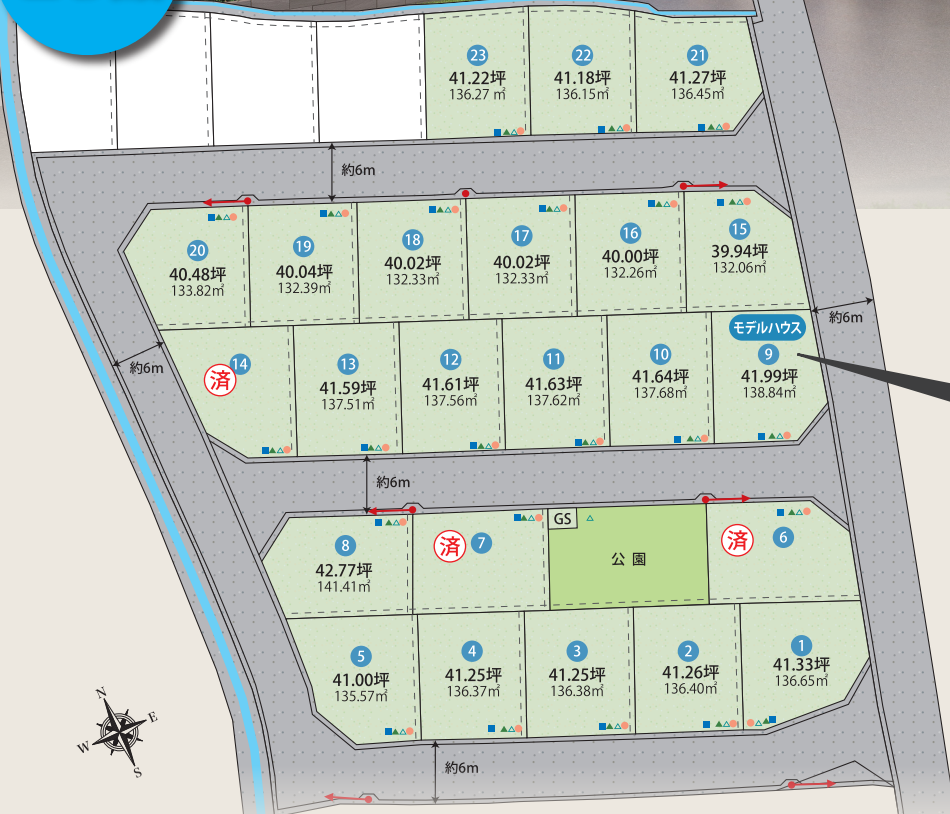 23
41.22坪
136.27㎡
22
41.18坪
136.15㎡
21
41.27坪
136.45㎡
約6m
20
40.48坪
133.82㎡
19
40.04坪
132.39㎡
18
40.02坪
132.33㎡
17
40.02坪
132.33㎡
16
40.00坪
132.26㎡
15
39.94坪
132.06㎡
約6m
約6m
14
済
13
41.59坪
137.51㎡
12
41.61坪
137.56㎡
11
41.63坪
137.62㎡
10
41.64坪
137.68㎡
モデルハウス
9
41.99坪
138.84㎡
約6m
8
42.77坪
141.41㎡
済
7
GS
公園
済
6
5
41.00坪
135.57㎡
4
41.25坪
136.37㎡
3
41.25坪
136.38㎡
2
41.26坪
136.40㎡
1
41.33坪
136.65㎡
約6m
N
E
W
S